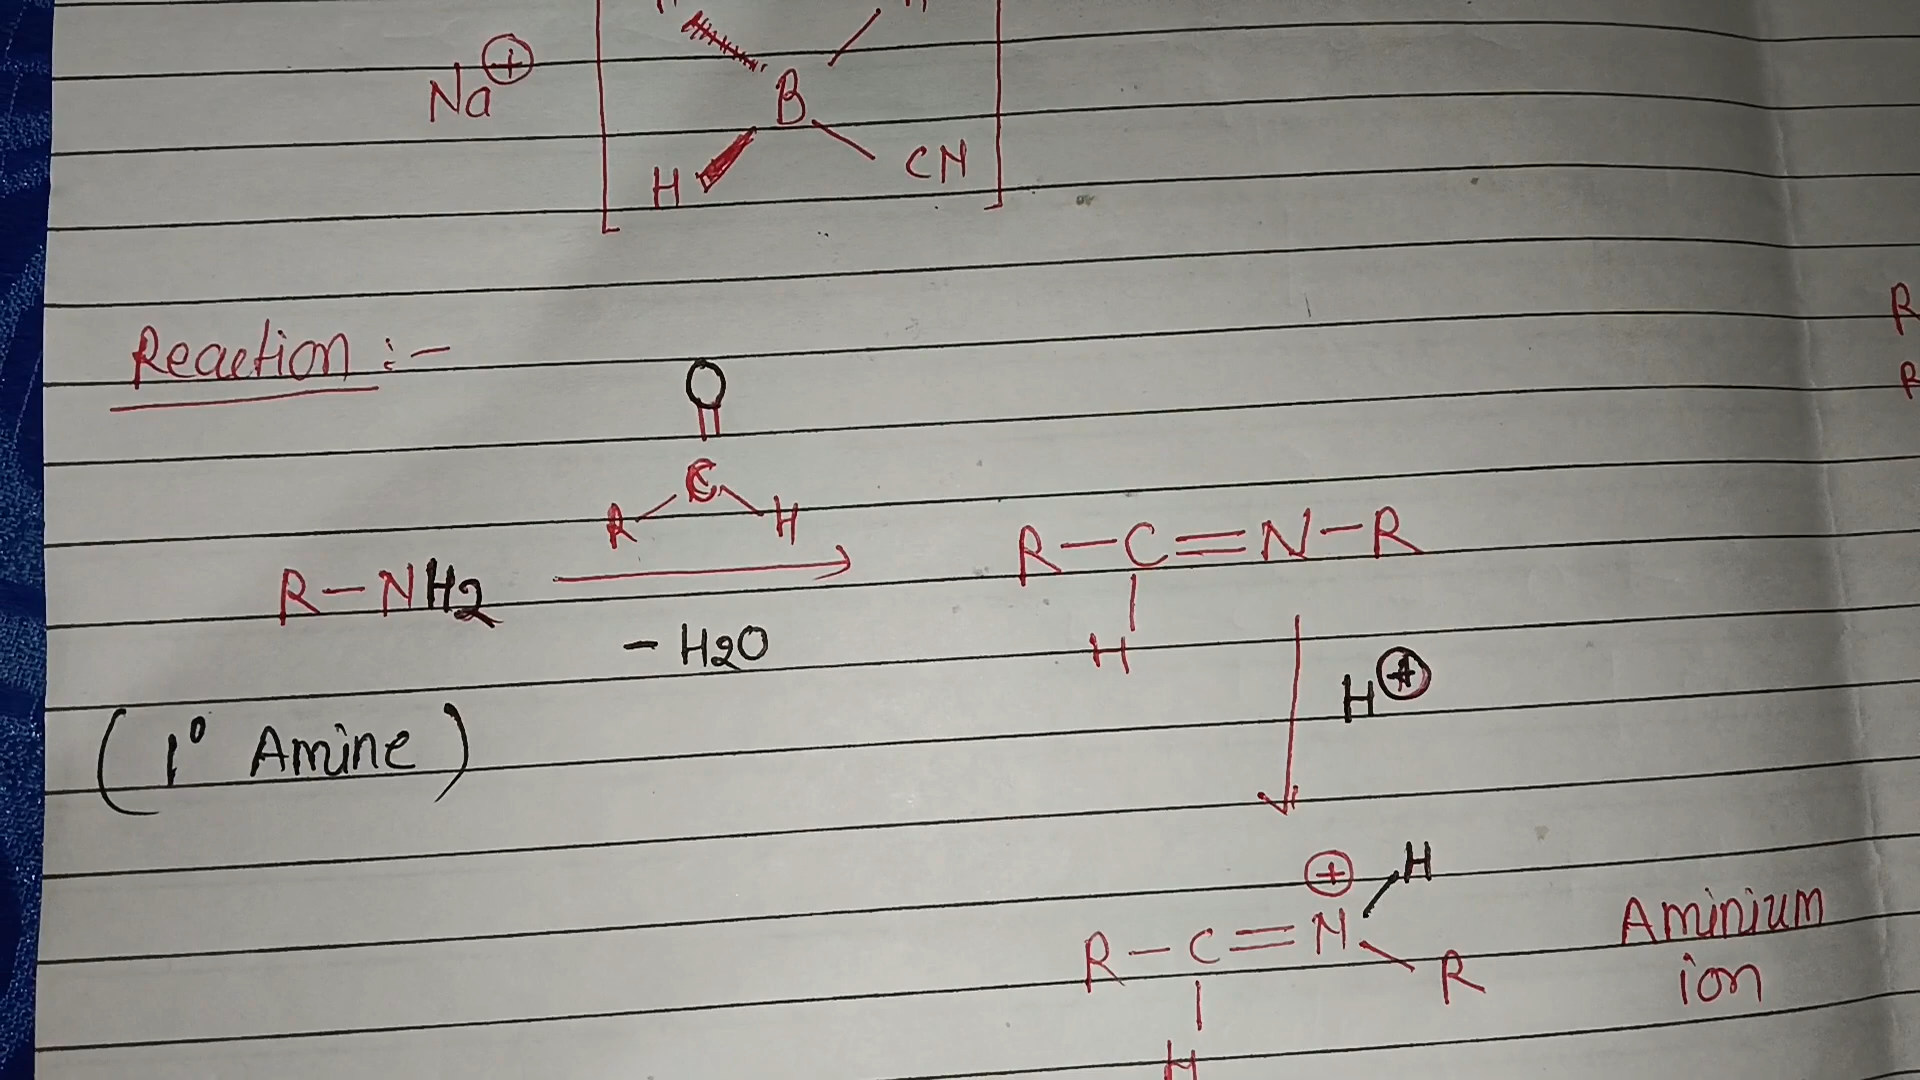 Na⊕
B
H CN
Reaction :-
O
C
R H
R-NH2
- H2O
R-C=N-R
H
H⊕
(1° Amine)
⊕ H
R-C=N
R
H
Aminium
ion
R
R